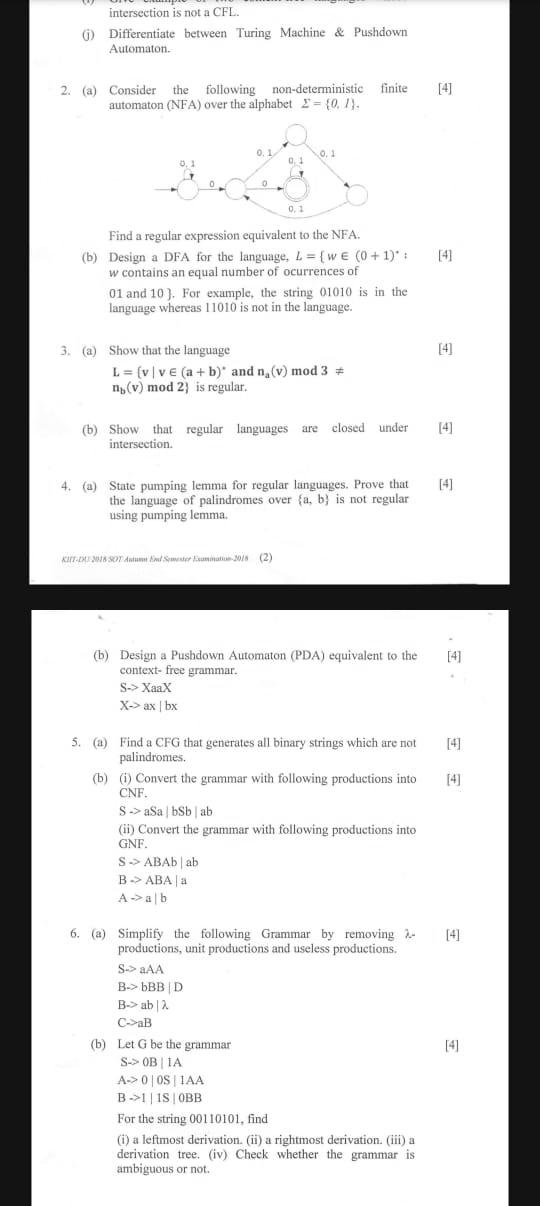 intersection is not a CFL.
(j) Differentiate between Turing Machine & Pushdown
Automaton.
2. (a) Consider the following non-deterministic finite [4]
automaton (NFA) over the alphabet Σ = {0, 1}.
0, 1
0, 1
0, 1
0, 1
0
0
0, 1
Find a regular expression equivalent to the NFA.
(b) Design a DFA for the language, L = { w ∈ (0 + 1)* : [4]
w contains an equal number of ocurrences of
01 and 10 }. For example, the string 01010 is in the
language whereas 11010 is not in the language.
3. (a) Show that the language [4]
L = {v | v ∈ (a + b)* and nₐ(v) mod 3 ≠
n_b(v) mod 2} is regular.
(b) Show that regular languages are closed under [4]
intersection.
4. (a) State pumping lemma for regular languages. Prove that [4]
the language of palindromes over {a, b} is not regular
using pumping lemma.
KIIT-DU/2018/SOT/Autumn End Semester Examination-2018 (2)
(b) Design a Pushdown Automaton (PDA) equivalent to the [4]
context- free grammar.
S-> XaaX
X-> ax | bx
5. (a) Find a CFG that generates all binary strings which are not [4]
palindromes.
(b) (i) Convert the grammar with following productions into [4]
CNF.
S -> aSa | bSb | ab
(ii) Convert the grammar with following productions into
GNF.
S -> ABAb | ab
B -> ABA | a
A -> a | b
6. (a) Simplify the following Grammar by removing λ- [4]
productions, unit productions and useless productions.
S-> aAA
B-> bBB | D
B-> ab | λ
C->aB
(b) Let G be the grammar [4]
S-> 0B | 1A
A-> 0 | 0S | 1AA
B ->1 | 1S | 0BB
For the string 00110101, find
(i) a leftmost derivation. (ii) a rightmost derivation. (iii) a
derivation tree. (iv) Check whether the grammar is
ambiguous or not.